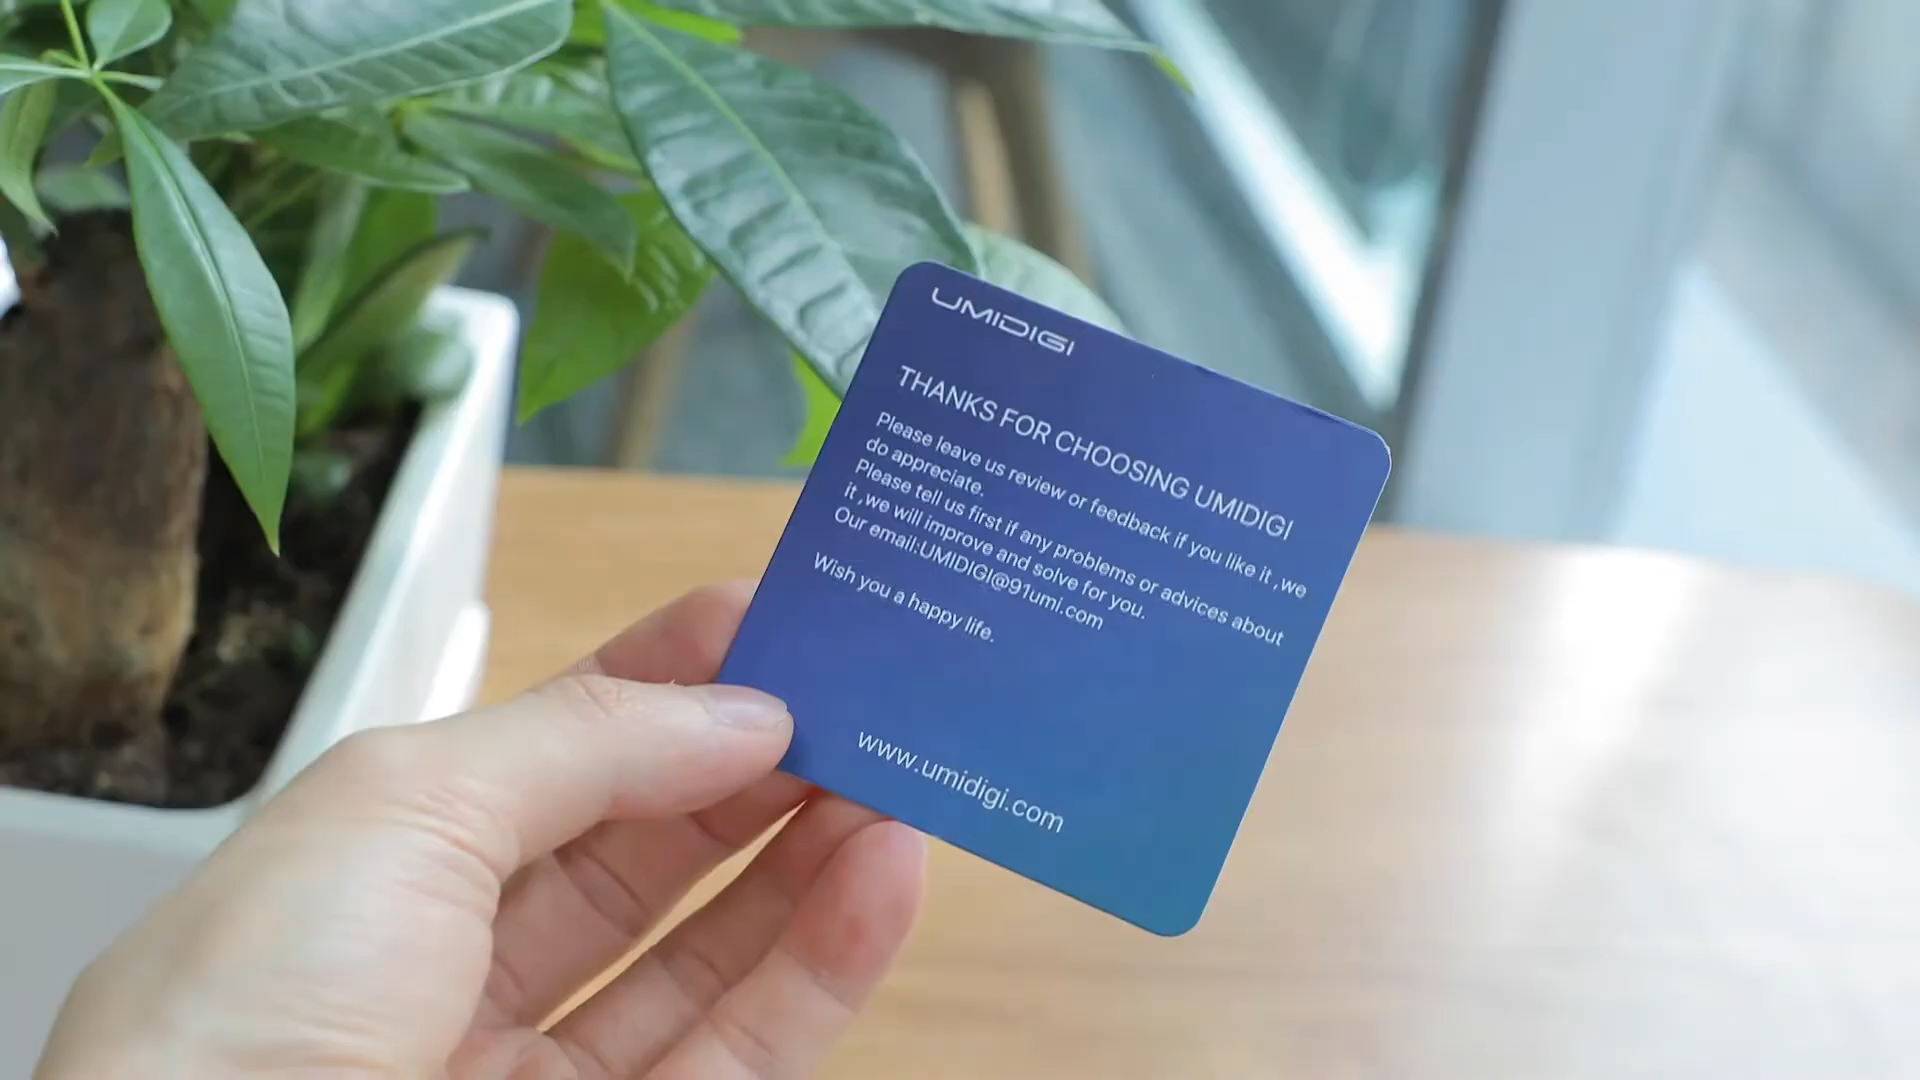 UMIDIGI
THANKS FOR CHOOSING UMIDIGI
Please leave us review or feedback if you like it ,we
do appreciate.
Please tell us first if any problems or advices about
it ,we will improve and solve for you.
Our email:UMIDIGI@91umi.com
Wish you a happy life.
www.umidigi.com